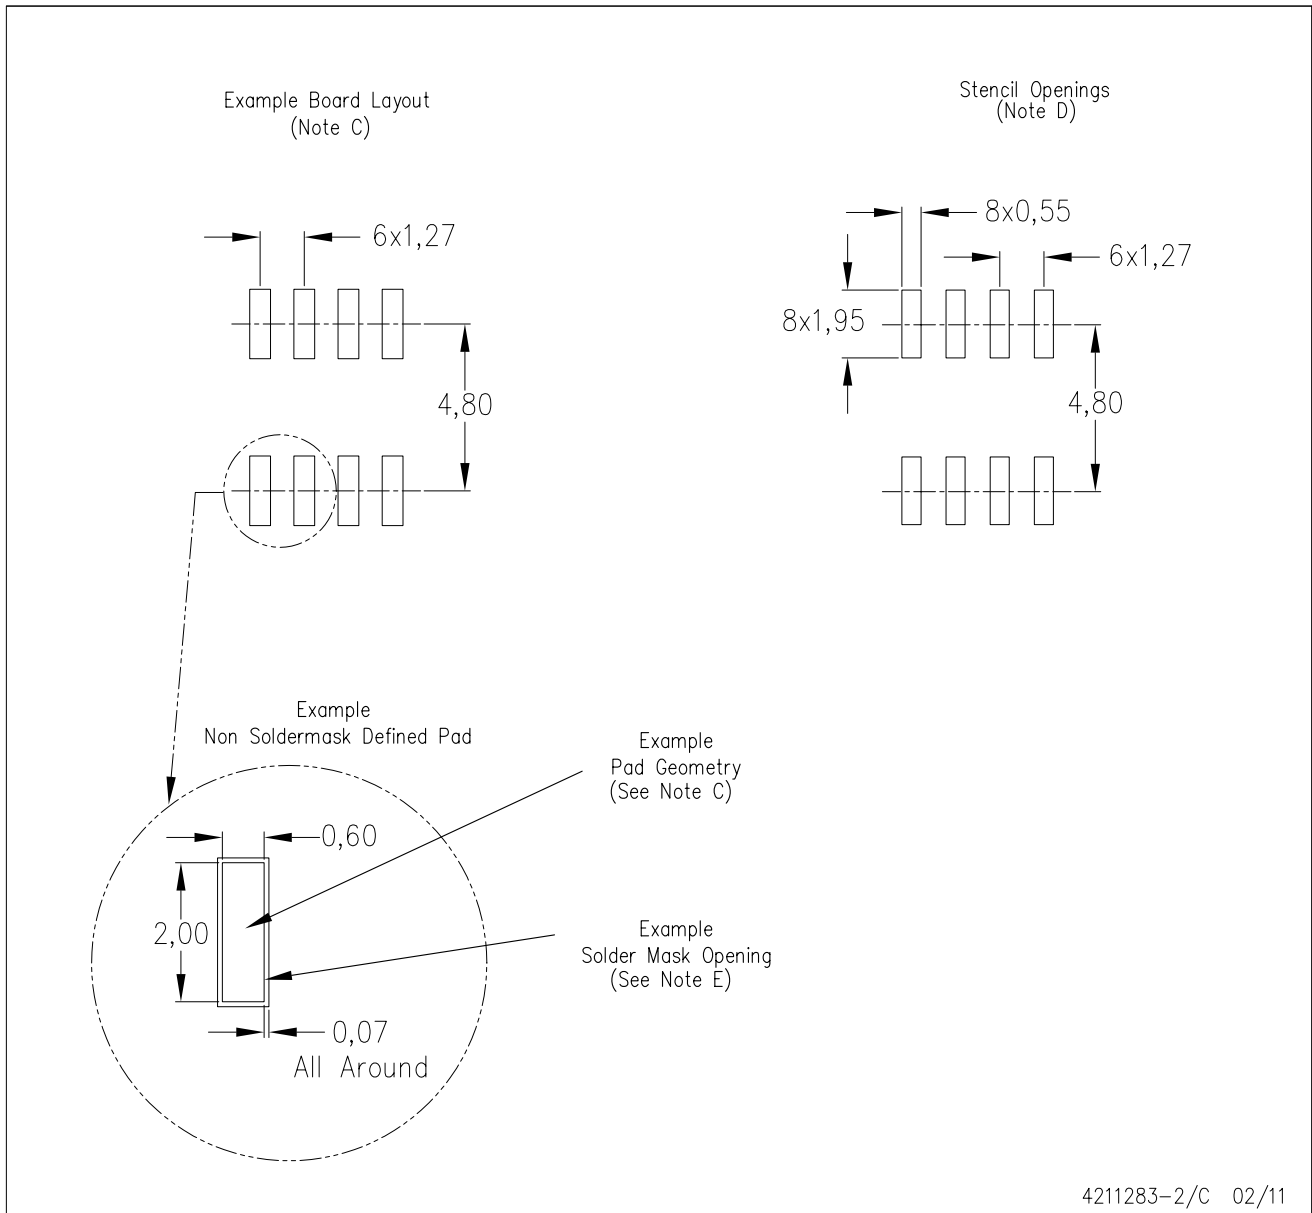 Example Board Layout
(Note C)
Stencil Openings
(Note D)
6x1,27
4,80
8x0,55
6x1,27
8x1,95
4,80
Example
Non Soldermask Defined Pad
Example
Pad Geometry
(See Note C)
0,60
2,00
Example
Solder Mask Opening
(See Note E)
0,07
All Around
4211283-2/C 02/11